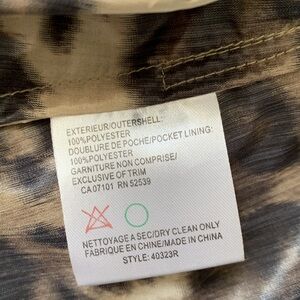 EXTERIEUR/OUTERSHELL:
100%POLYESTER
DOUBLURE DE POCHE/POCKET LINING:
100%POLYESTER
GARNITURE NON COMPRISE/
EXCLUSIVE OF TRIM
CA 07101 RN 52539
NETTOYAGE A SEC/DRY CLEAN ONLY
FABRIQUE EN CHINE/MADE IN CHINA
STYLE: 40323R